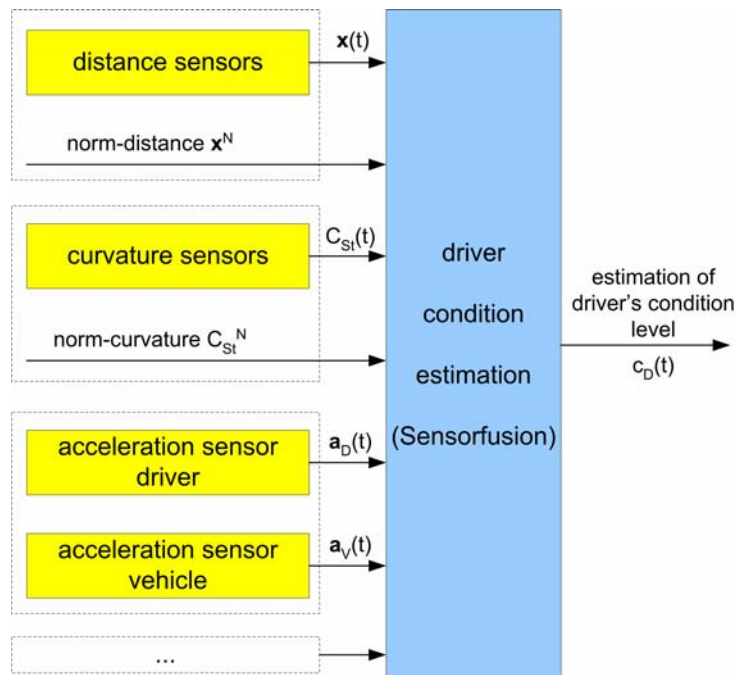 distance sensors
x(t)
norm-distance x^N
curvature sensors
C_St(t)
norm-curvature C_St^N
acceleration sensor
driver
a_D(t)
acceleration sensor
vehicle
a_V(t)
...
driver
condition
estimation
(Sensorfusion)
estimation of
driver's condition
level
c_D(t)